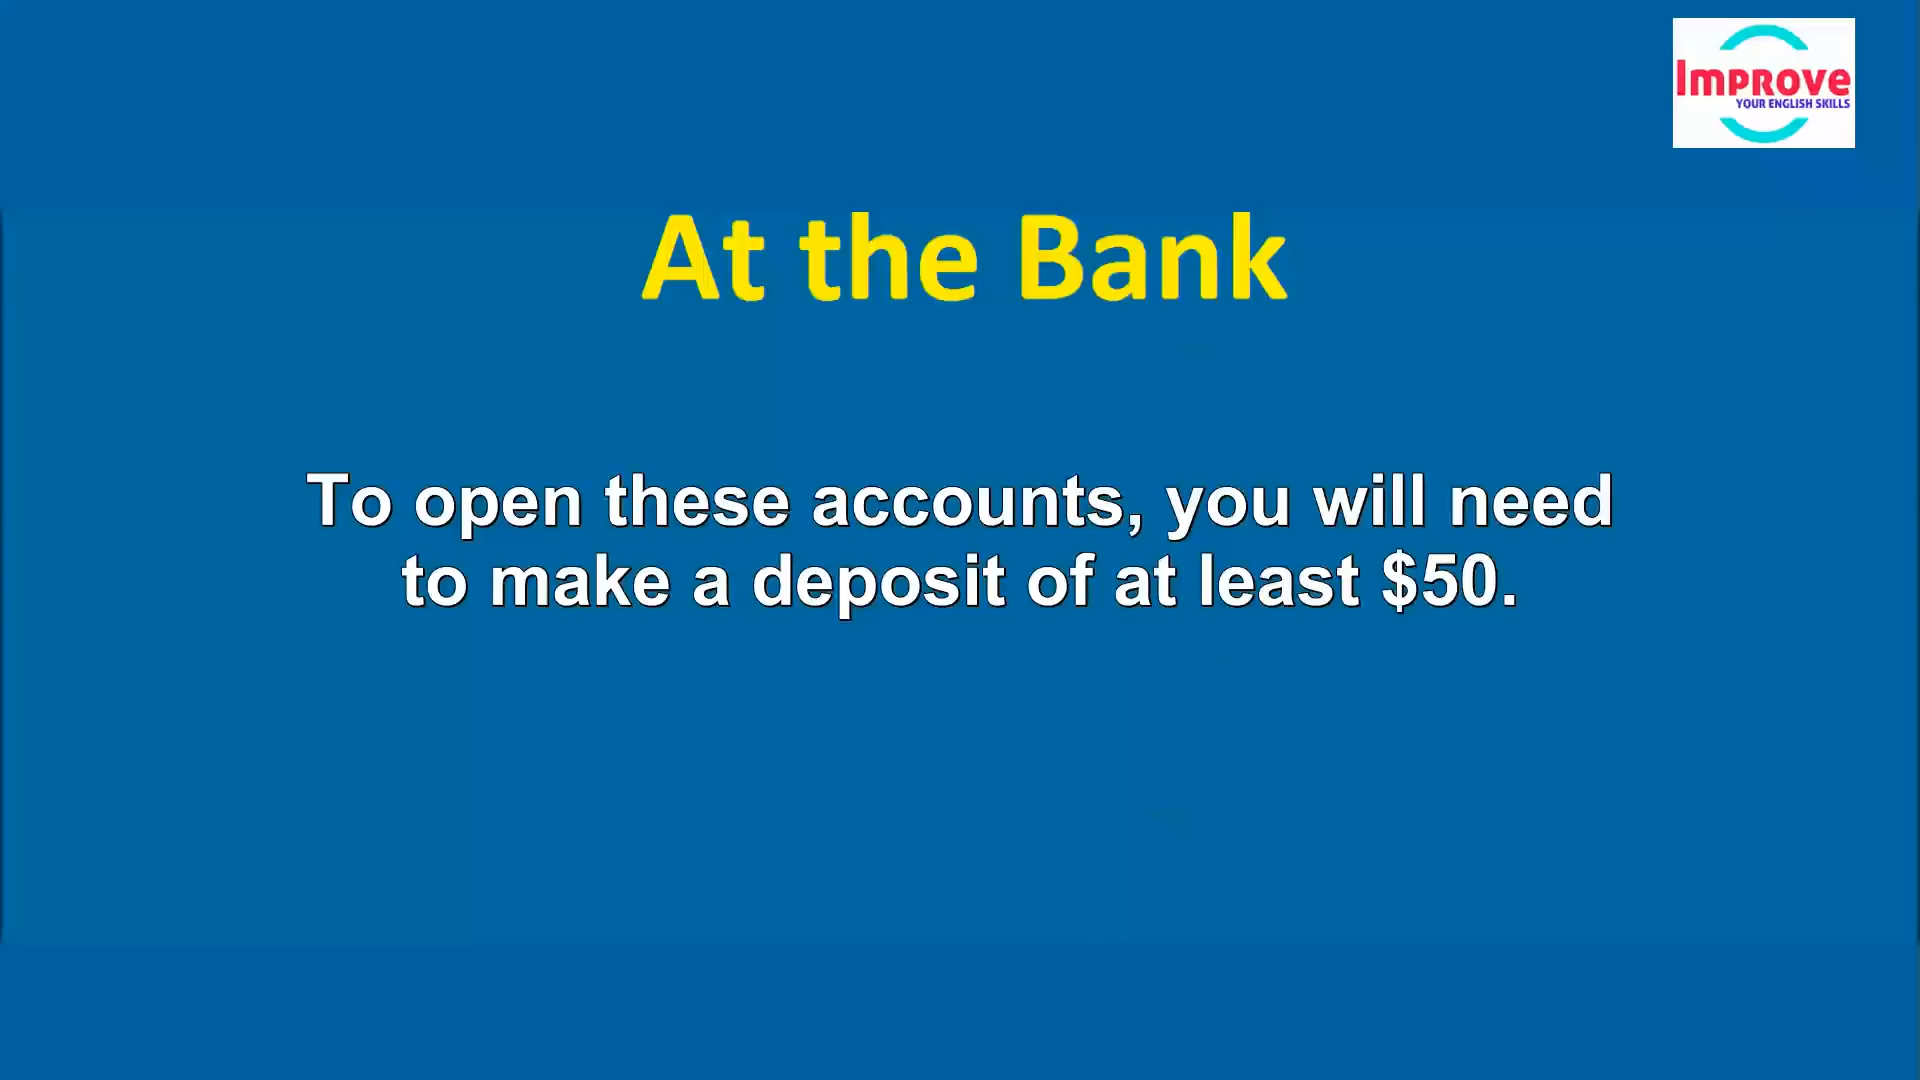 Improve
YOUR ENGLISH SKILLS
At the Bank
To open these accounts, you will need
to make a deposit of at least $50.